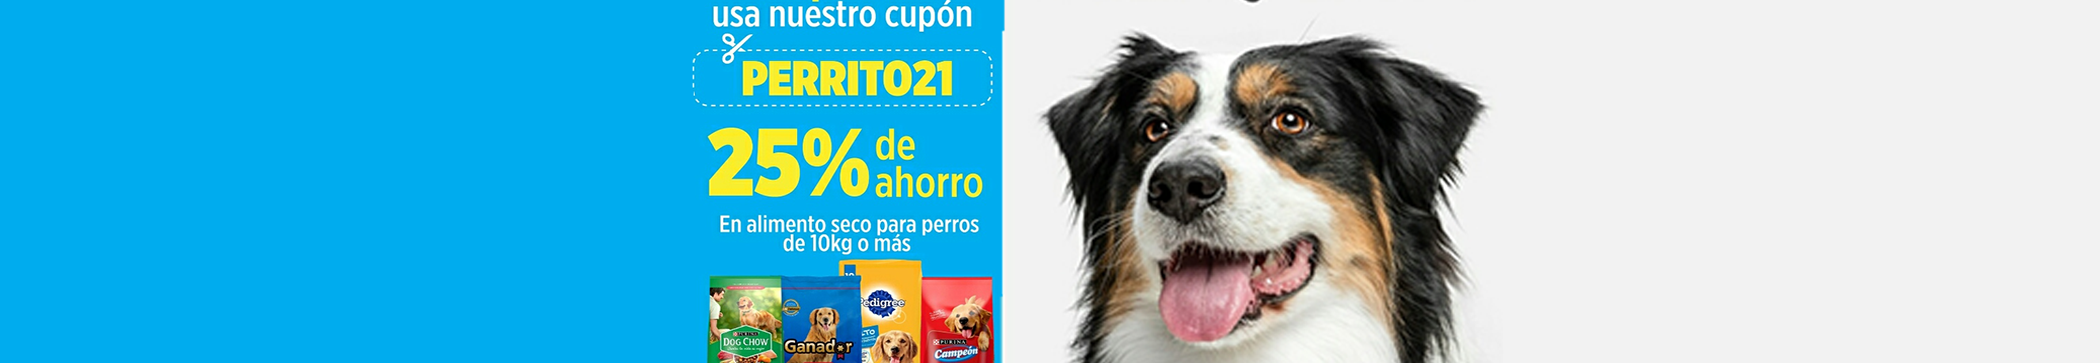 usa nuestro cupón
PERRITO21
25% de ahorro
En alimento seco para perros
de 10kg o más
PURINA
DOG CHOW
Ganador
Pedigree
PURINA
Campeón